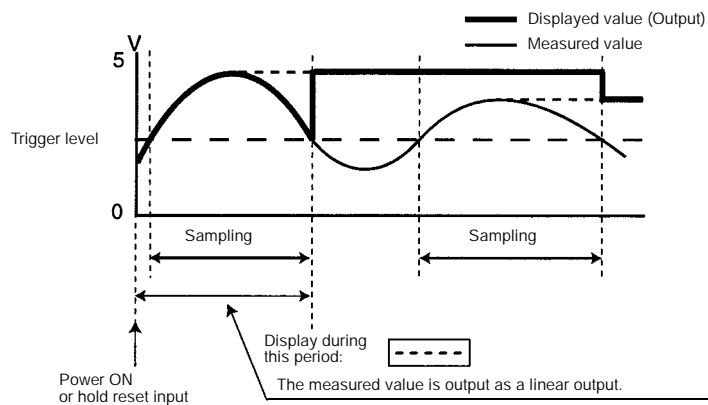 Displayed value (Output)
V
Measured value
5
Trigger level
0
Sampling
Sampling
Display during
this period:
Power ON
or hold reset input
The measured value is output as a linear output.